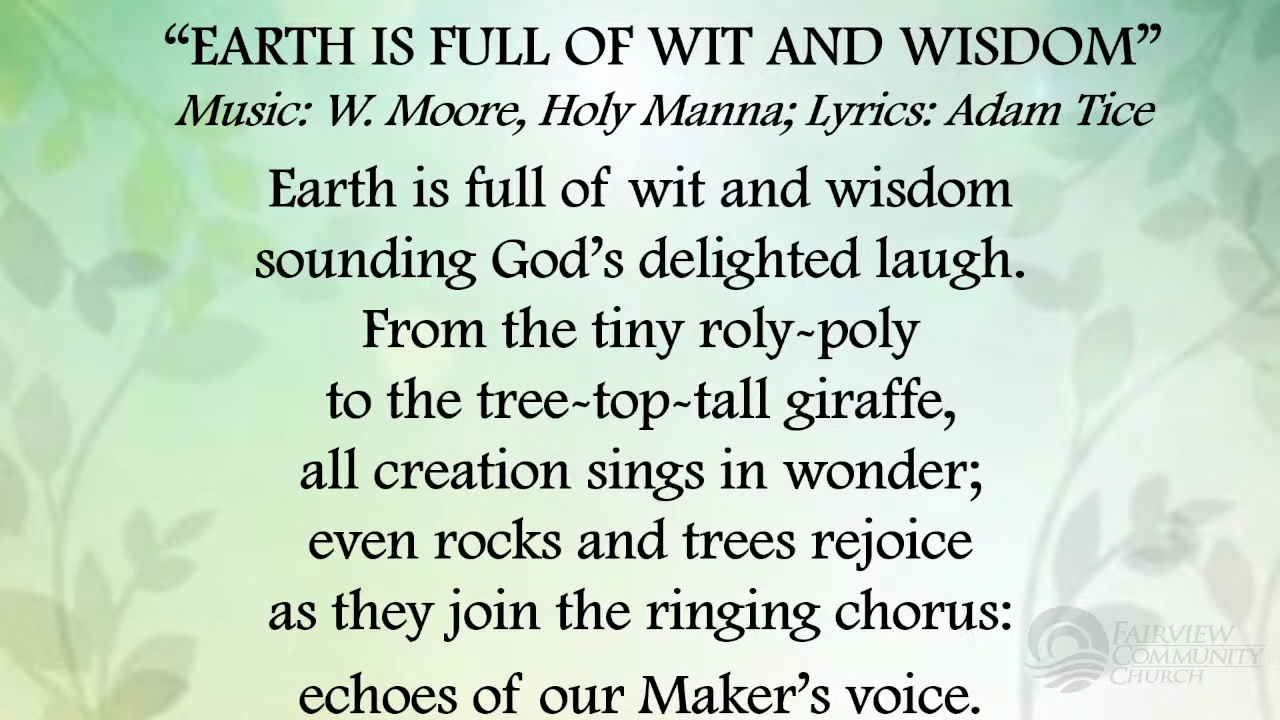 “EARTH IS FULL OF WIT AND WISDOM”
Music: W. Moore, Holy Manna; Lyrics: Adam Tice
Earth is full of wit and wisdom
sounding God’s delighted laugh.
From the tiny roly-poly
to the tree-top-tall giraffe,
all creation sings in wonder;
even rocks and trees rejoice
as they join the ringing chorus:
echoes of our Maker’s voice.
FAIRVIEW
COMMUNITY
CHURCH